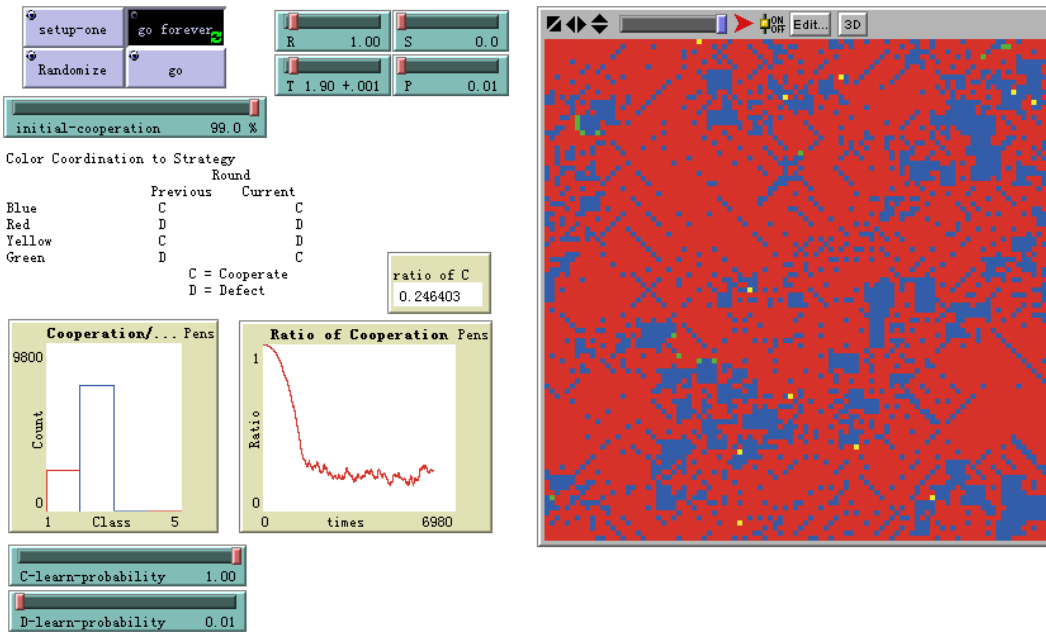 setup-one
go forever
Randomize
go
R 1.00
S 0.0
T 1.90 +.001
P 0.01
initial-cooperation 99.0 %
Color Coordination to Strategy
Round
Previous Current
Blue C C
Red D D
Yellow C D
Green D C
C = Cooperate
D = Defect
ratio of C
0.246403
Cooperation/... Pens
9800
Count
0
1 Class 5
Ratio of Cooperation Pens
1
Ratio
0
0 times 6980
C-learn-probability 1.00
D-learn-probability 0.01
ON
OFF
Edit...
3D